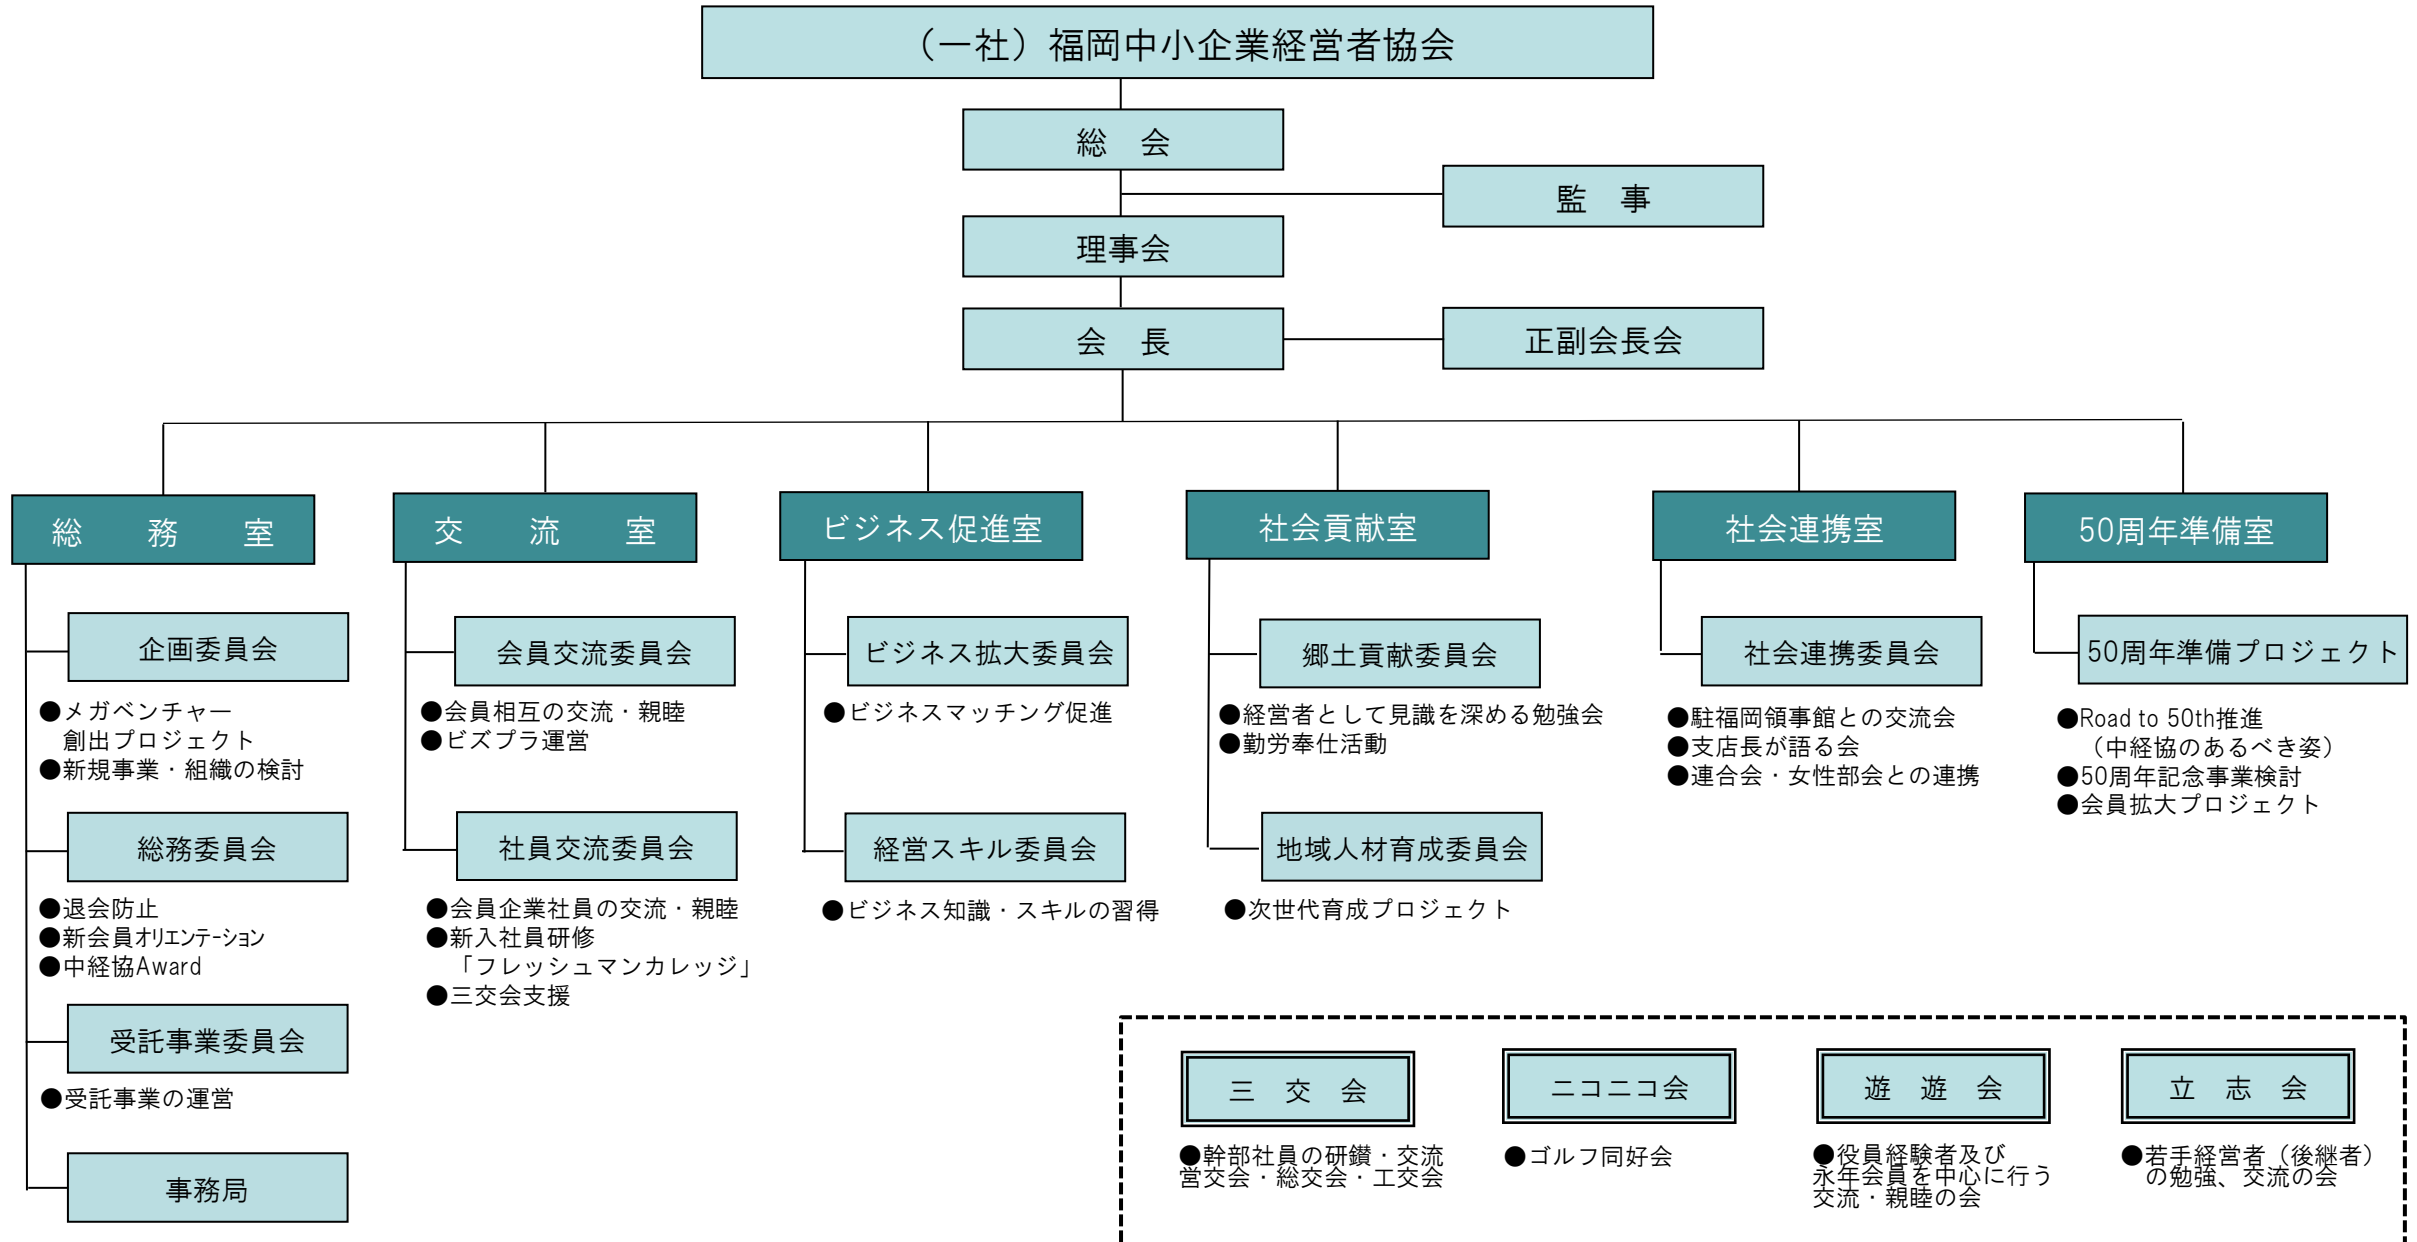 （一社）福岡中小企業経営者協会
総　会
監　事
理事会
会　長
正副会長会
総　務　室
企画委員会
●メガベンチャー
創出プロジェクト
●新規事業・組織の検討
総務委員会
●退会防止
●新会員ｵﾘｴﾝﾃｰｼｮﾝ
●中経協Award
受託事業委員会
●受託事業の運営
事務局
交　流　室
会員交流委員会
●会員相互の交流・親睦
●ビズプラ運営
社員交流委員会
●会員企業社員の交流・親睦
●新入社員研修
「フレッシュマンカレッジ」
●三交会支援
ビジネス促進室
ビジネス拡大委員会
●ビジネスマッチング促進
経営スキル委員会
●ビジネス知識・スキルの習得
社会貢献室
郷土貢献委員会
●経営者として見識を深める勉強会
●勤労奉仕活動
地域人材育成委員会
●次世代育成プロジェクト
社会連携室
社会連携委員会
●駐福岡領事館との交流会
●支店長が語る会
●連合会・女性部会との連携
50周年準備室
50周年準備プロジェクト
●Road to 50th推進
（中経協のあるべき姿）
●50周年記念事業検討
●会員拡大プロジェクト
三　交　会
●幹部社員の研鑚・交流
営交会・総交会・工交会
ニコニコ会
●ゴルフ同好会
遊　遊　会
●役員経験者及び
永年会員を中心に行う
交流・親睦の会
立　志　会
●若手経営者（後継者）
の勉強、交流の会